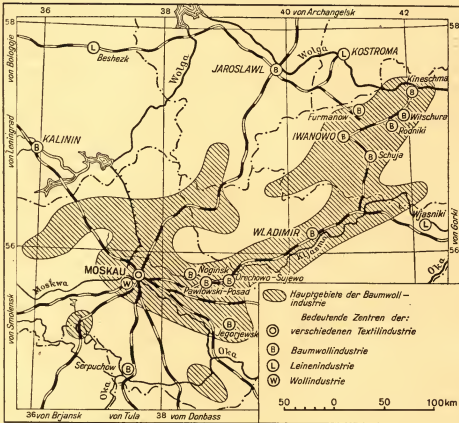 38
von Archangelsk
40
42
58
58
von Bologoje
L
Beshezk
Wolga
JAROSLAWL
B
Wolga
L
KOSTROMA
B
Kineschma
Furmanow
B
B
Witschuga
B
Rodniki
IWANOWO
B
B
Schuja
von Leningrad
KALININ
B
WLADIMIR
B
Kljasma
L
L
Wjasniki
von Gorki
56
56
Oka
Moskwa
MOSKAU
W
Noginsk
B
B
B
Orechowo-Sujewo
Pawlowski-Posad
B
Jegorjewsk
von Smolensk
Serpuchow
B
Oka
Oka
36
von Brjansk
von Tula
38
vom Donbass
Hauptgebiete der Baumwoll-
industrie
Bedeutende Zentren der:
verschiedenen Textilindustrie
B Baumwollindustrie
L Leinenindustrie
W Wollindustrie
50
0
50
100km